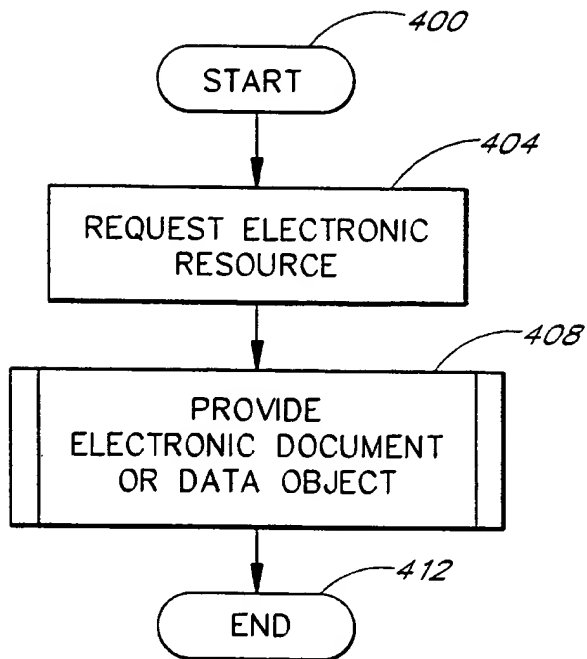 400
START
404
REQUEST ELECTRONIC
RESOURCE
408
PROVIDE
ELECTRONIC DOCUMENT
OR DATA OBJECT
412
END